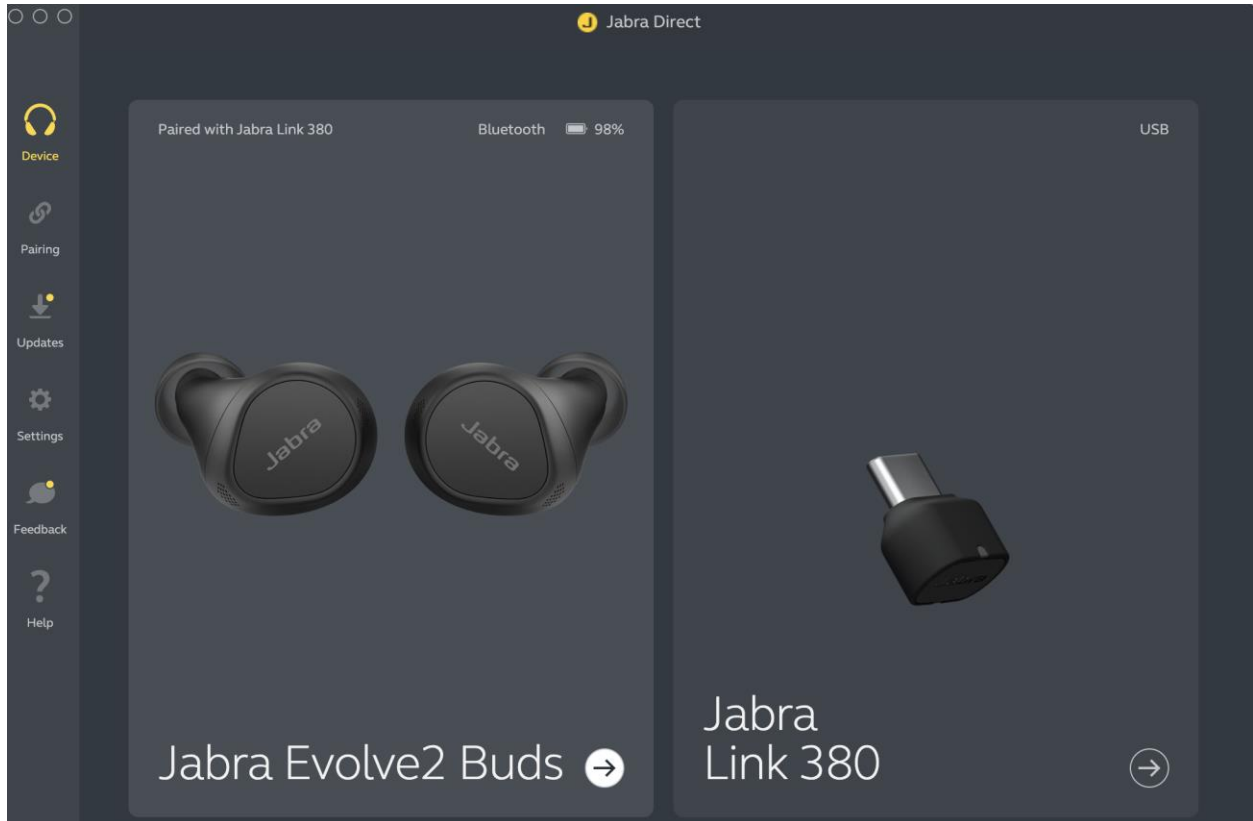 Jabra Direct
Device
Pairing
Updates
Settings
Feedback
Help
Paired with Jabra Link 380
Bluetooth 98%
Jabra
Jabra
Jabra Evolve2 Buds
USB
Jabra
Link 380